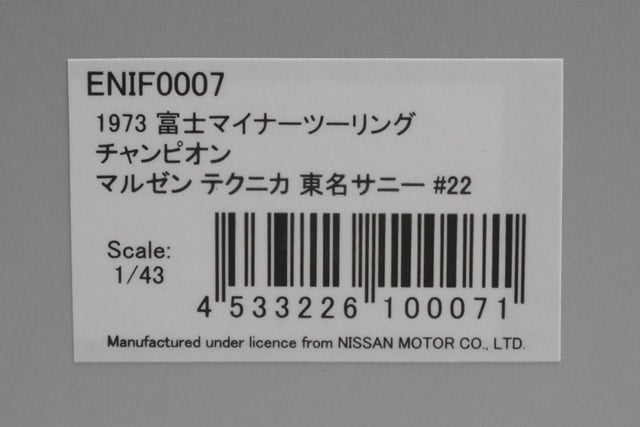 ENIF0007
1973 富士マイナーツーリング
チャンピオン
マルゼン テクニカ 東名サニー #22
Scale:
1/43
4 533226 100071
Manufactured under licence from NISSAN MOTOR CO., LTD.